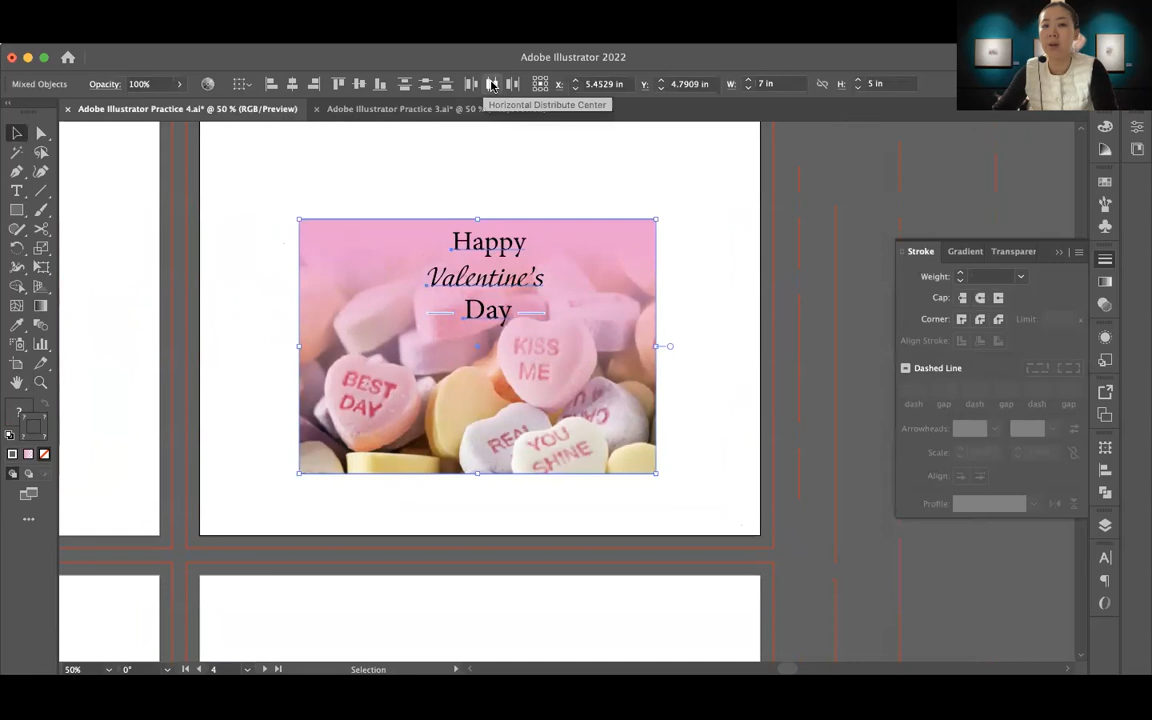 Adobe Illustrator 2022
Mixed Objects Opacity: 100% X: 5.4529 in Y: 4.7909 in W: 7 in H: 5 in
Horizontal Distribute Center
× Adobe Illustrator Practice 4.ai* @ 50 % (RGB/Preview) × Adobe Illustrator Practice 3.ai* @ 50 %
Happy
Valentine's
Day
KISS
ME
BEST
DAY
REAL
YOU
SHINE
Stroke Gradient Transparer
Weight:
Cap:
Corner: Limit: x
Align Stroke:
Dashed Line
dash gap dash gap dash gap
Arrowheads:
Scale:
Align:
Profile:
50% 0° 4 Selection